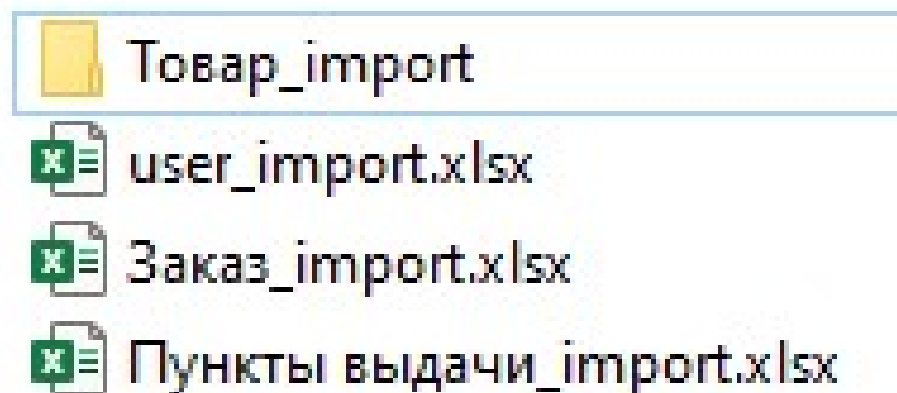 Товар_import
user_import.xlsx
Заказ_import.xlsx
Пункты выдачи_import.xlsx